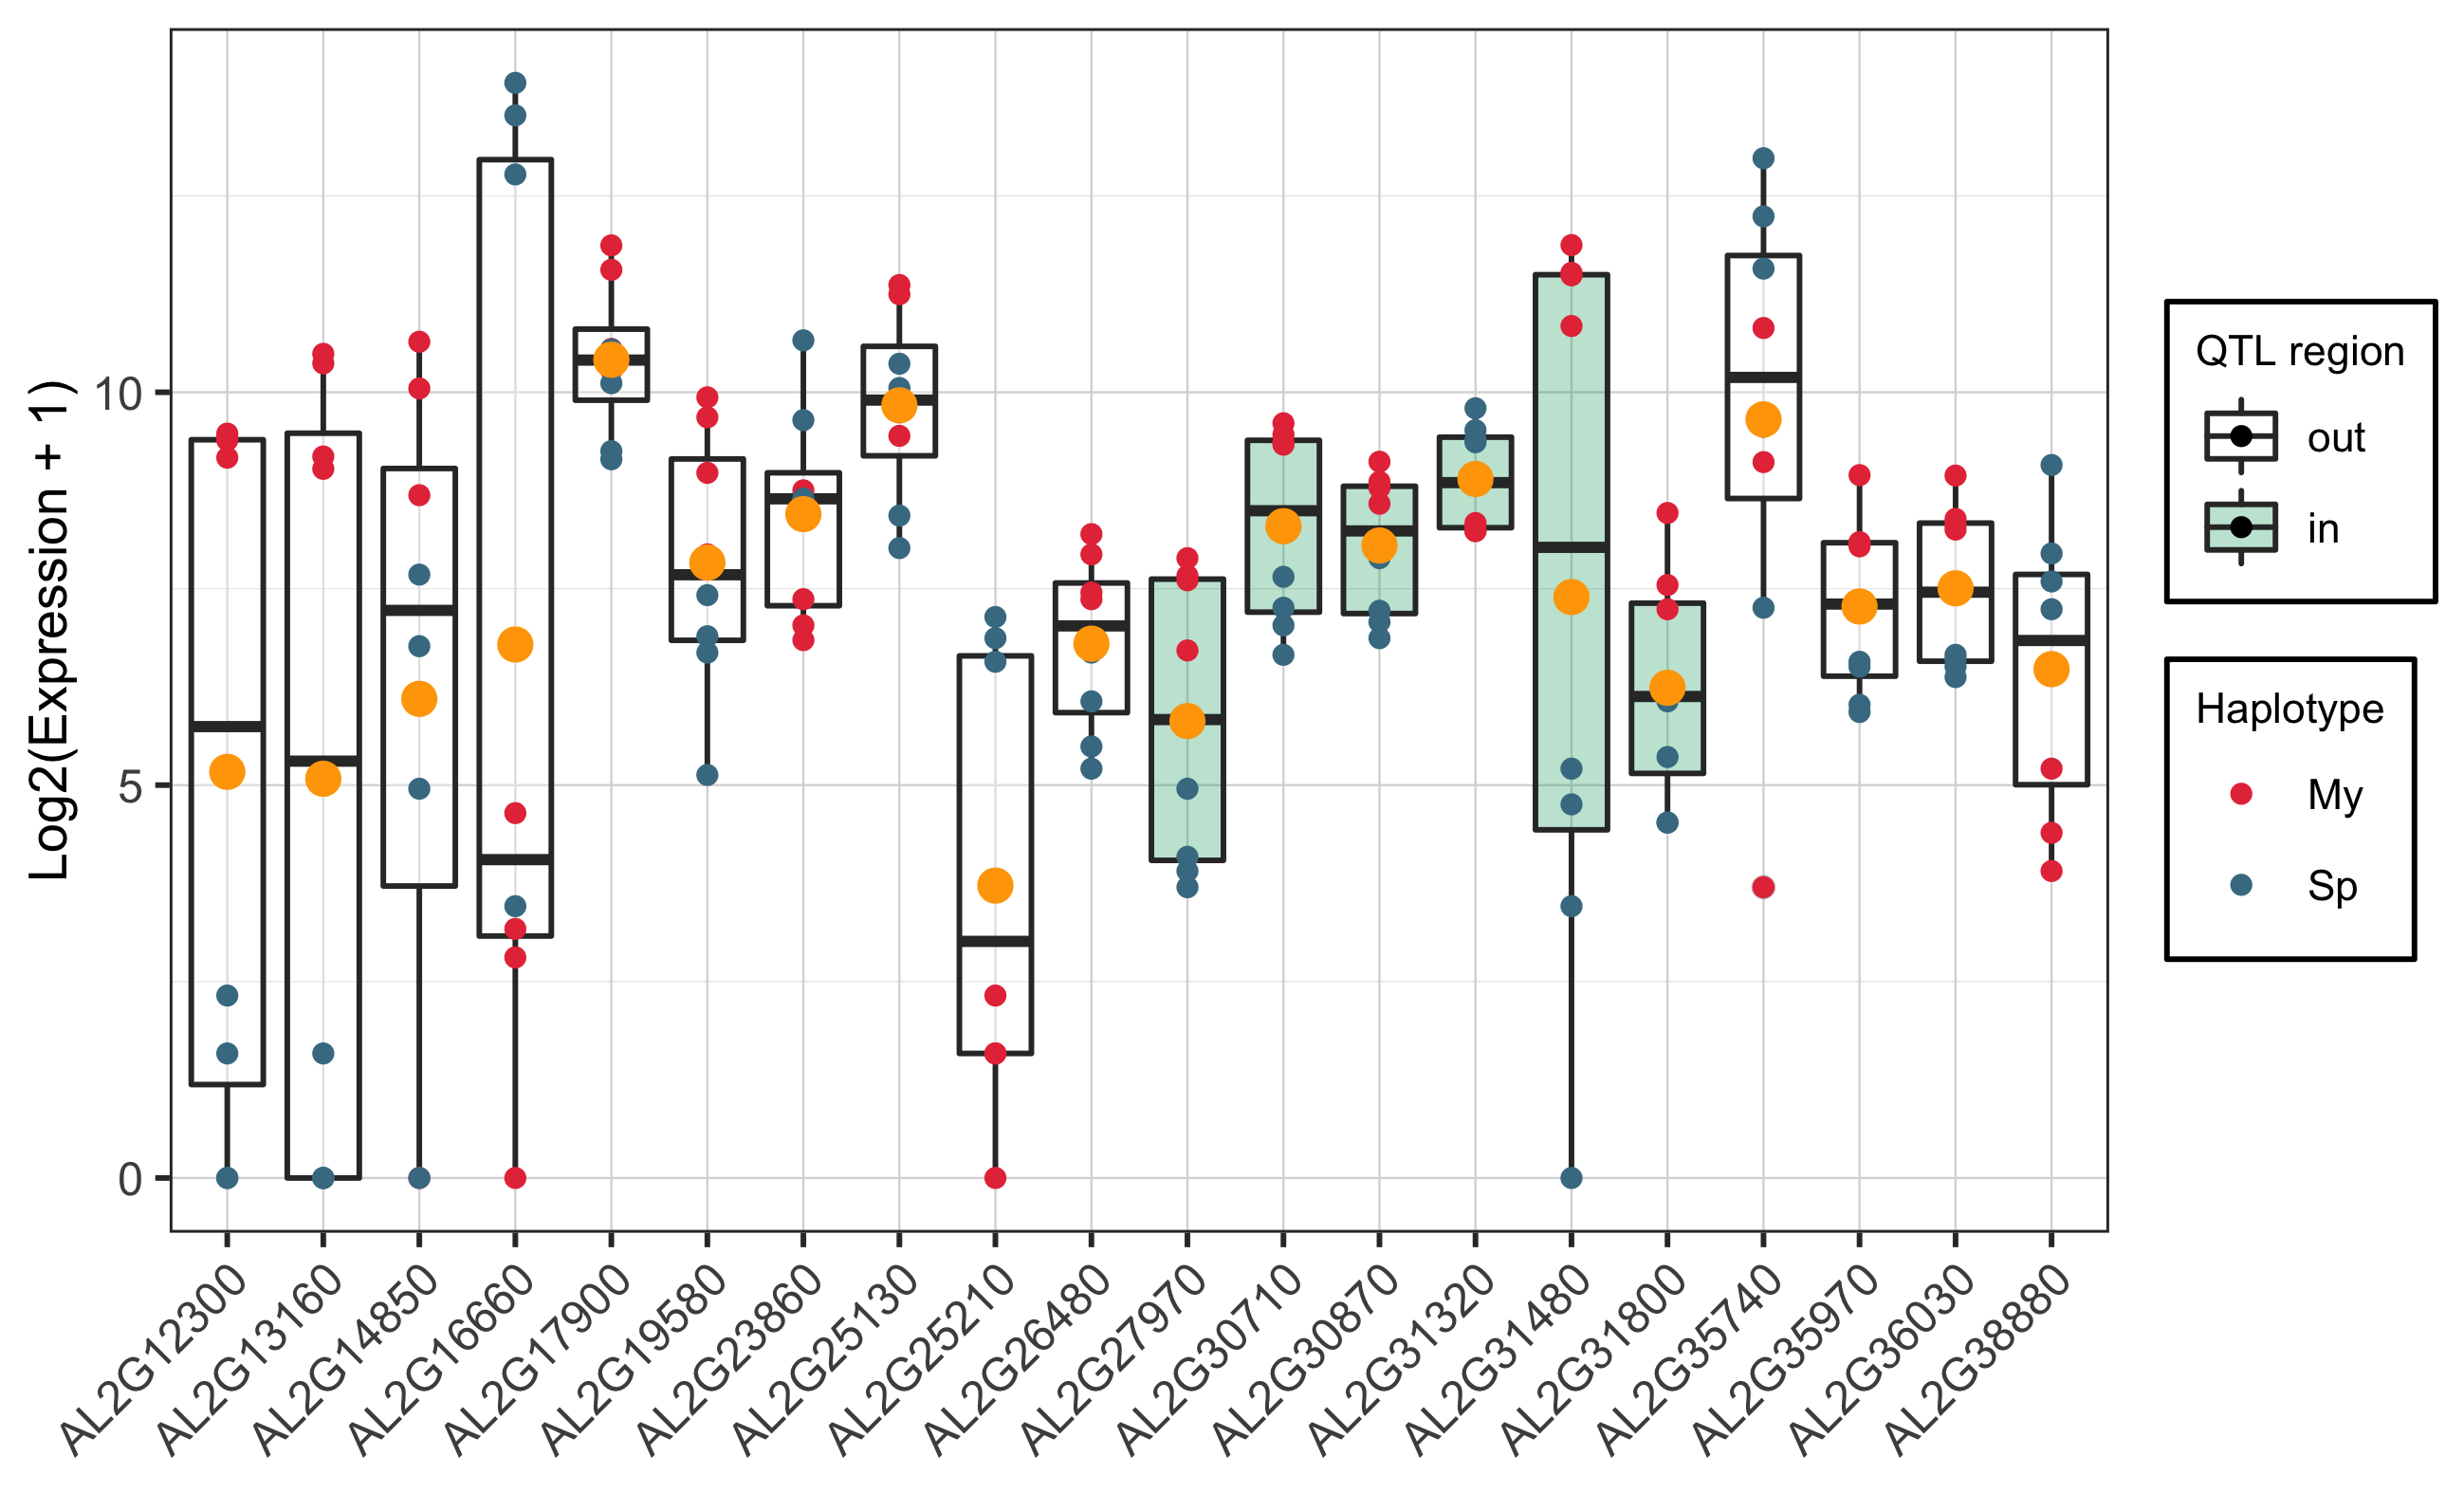 Log2(Expression + 1)
10
5
0
AL2G12300
AL2G13160
AL2G14850
AL2G16660
AL2G17900
AL2G19580
AL2G23860
AL2G25130
AL2G25210
AL2G26480
AL2G27970
AL2G30710
AL2G30870
AL2G31320
AL2G31480
AL2G31800
AL2G35740
AL2G35970
AL2G36030
AL2G38880
QTL region
out
in
Haplotype
My
Sp